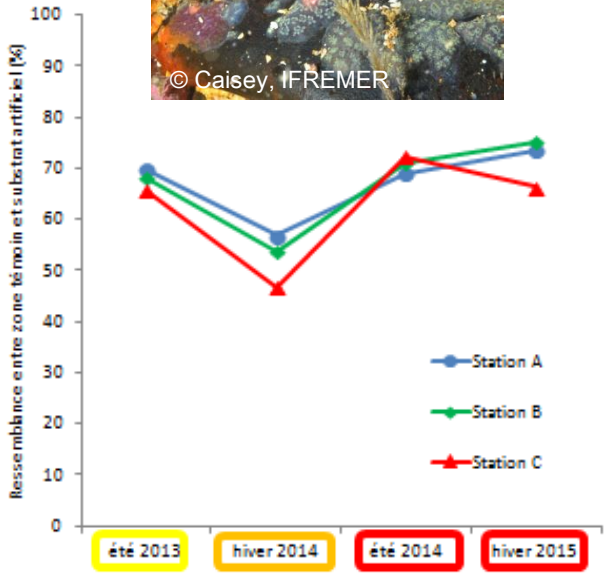 © Caisey, IFREMER
Ressemblance entre zone témoin et substrat artificiel (%)
100
90
80
70
60
50
40
30
20
10
0
Station A
Station B
Station C
été 2013
hiver 2014
été 2014
hiver 2015